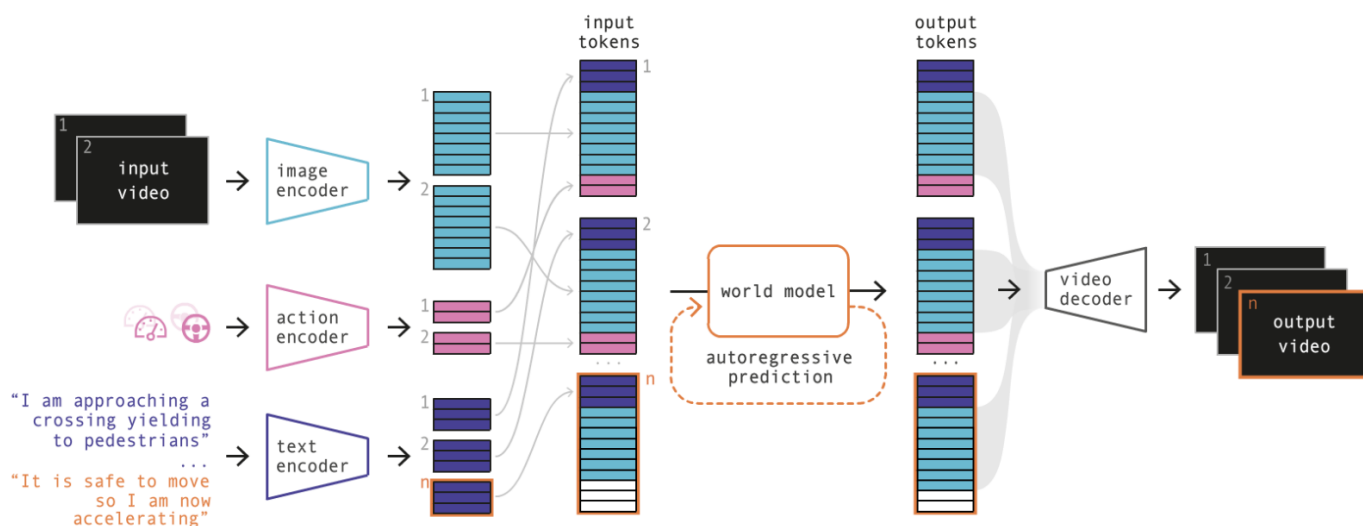 input
tokens
output
tokens
1
2
input
video
image
encoder
1
2
1
2
...
n
action
encoder
1
2
“I am approaching a
crossing yielding
to pedestrians”
...
“It is safe to move
so I am now
accelerating”
text
encoder
1
2
n
world model
autoregressive
prediction
...
video
decoder
1
2
n
output
video